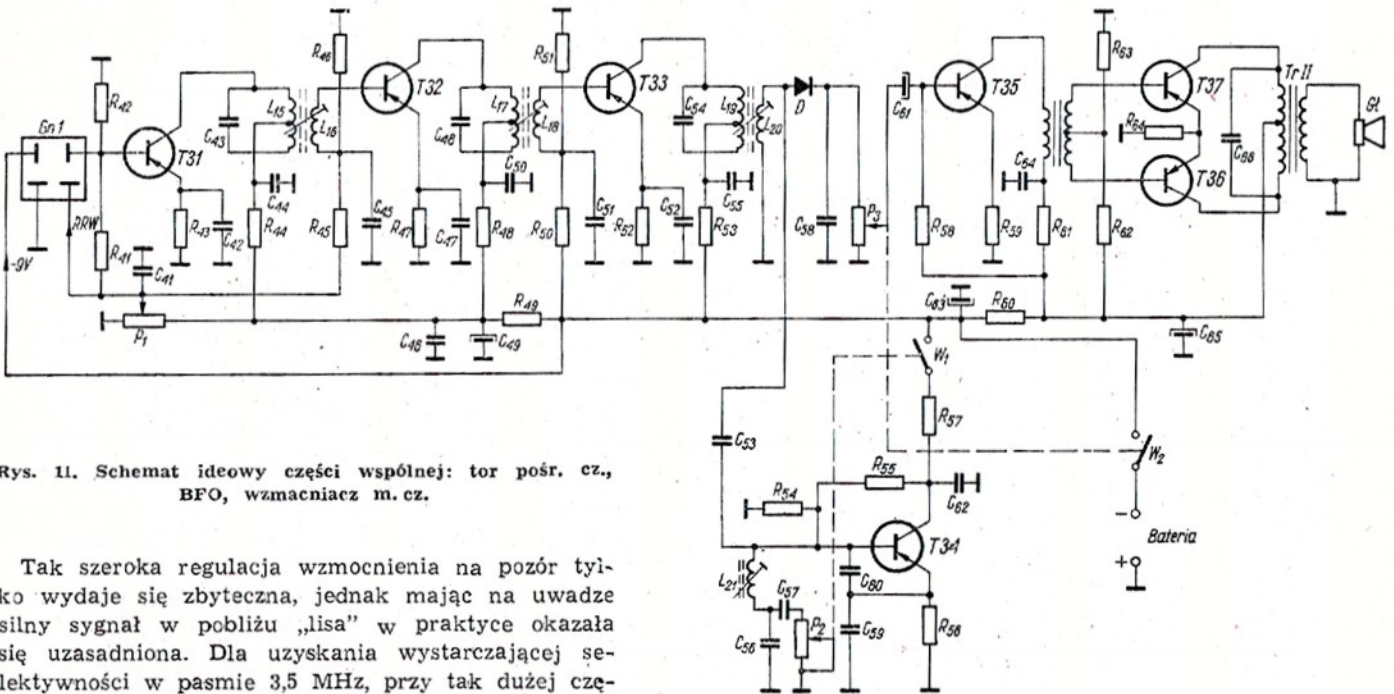 R42
Gn1
T31
RRW
-9V
R41
C41
P1
R43
C42
C43
L15
L16
C44
R44
R46
R45
C45
T32
R47
C47
C46
L17
L18
C50
R48
R49
C46
C49
R51
R50
C51
T33
R52
C52
C54
L19
L20
C55
R53
D
C58
P3
C61
R58
T35
R59
C64
R61
R63
R62
R64
T37
T36
C68
Tr II
Gł
C63
R60
C65
W1
R57
C53
R55
R54
C62
T34
L21
C57
C56
P2
C60
C59
R56
W2
−
Bateria
+
Rys. 11. Schemat ideowy części wspólnej: tor pośr. cz.,
BFO, wzmacniacz m. cz.
Tak szeroka regulacja wzmocnienia na pozór tyl-
ko wydaje się zbyteczna, jednak mając na uwadze
silny sygnał w pobliżu „lisa” w praktyce okazała
się uzasadniona. Dla uzyskania wystarczającej se-
lektywności w pasmie 3,5 MHz, przy tak dużej czę-